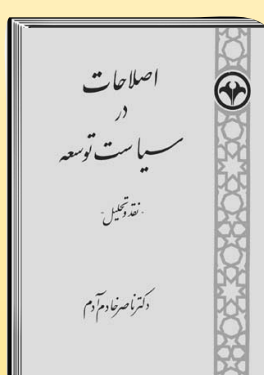 اصلاحات
در
سیاست توسعه
- نقد و تحلیل -
دکتر ناصر خادم آدم